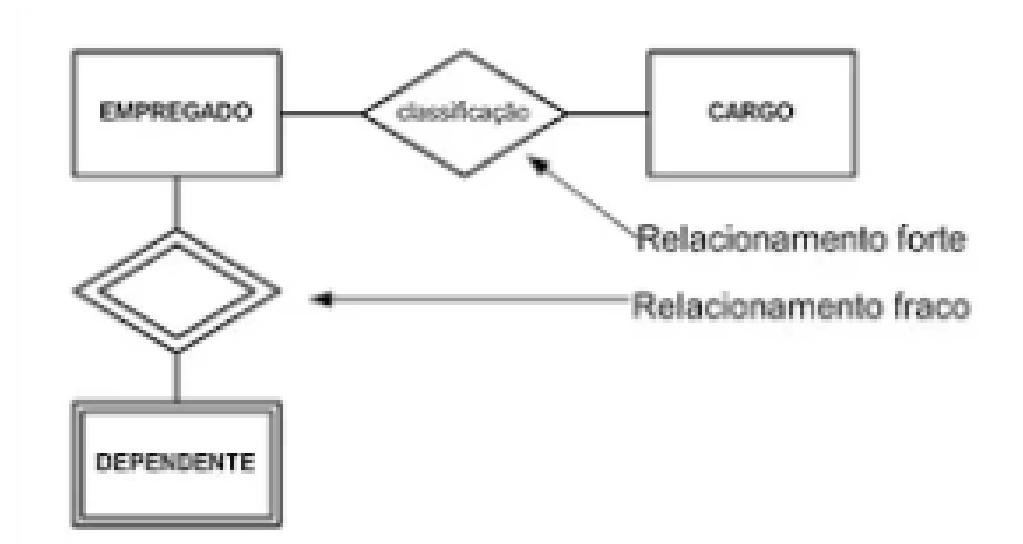 EMPREGADO
classificação
CARGO
Relacionamento forte
Relacionamento fraco
DEPENDENTE